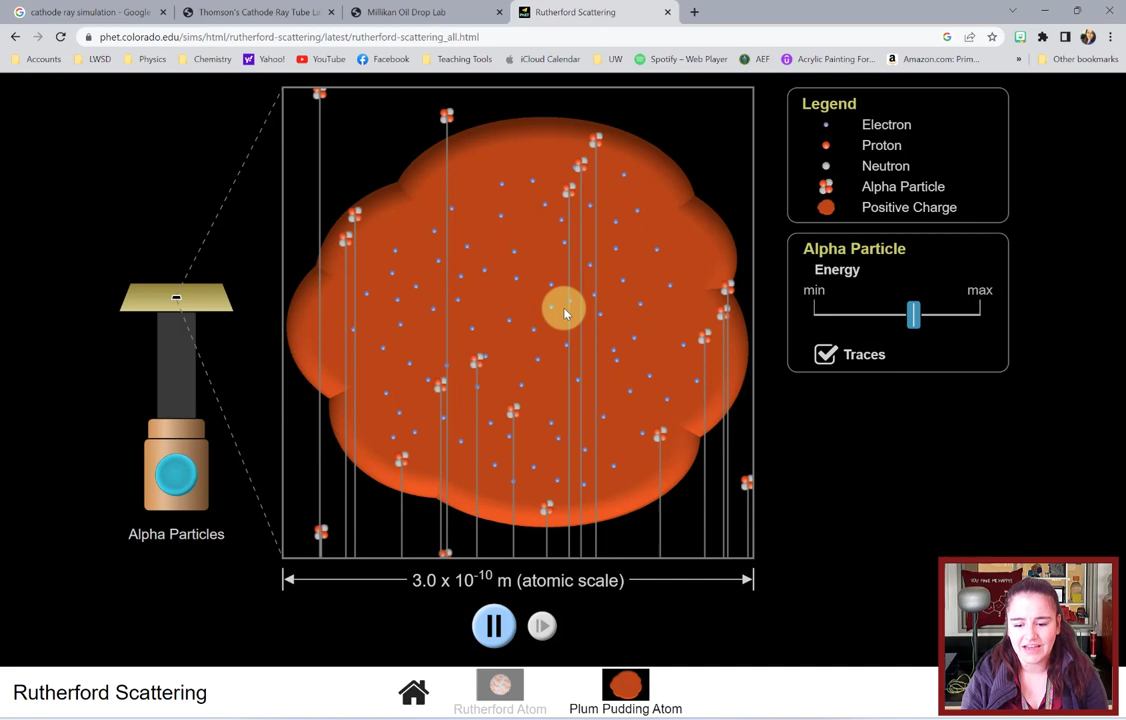 cathode ray simulation - Google
Thomson's Cathode Ray Tube La
Millikan Oil Drop Lab
Rutherford Scattering
phet.colorado.edu/sims/html/rutherford-scattering/latest/rutherford-scattering_all.html
Accounts LWSD Physics Chemistry Yahoo! YouTube Facebook Teaching Tools iCloud Calendar UW Spotify – Web Player AEF Acrylic Painting For... Amazon.com: Prim... » Other bookmarks
Legend
Electron
Proton
Neutron
Alpha Particle
Positive Charge
Alpha Particle
Energy
min max
Traces
Alpha Particles
3.0 x 10⁻¹⁰ m (atomic scale)
YOU MAKE ME HAPPY
Rutherford Scattering
Rutherford Atom
Plum Pudding Atom